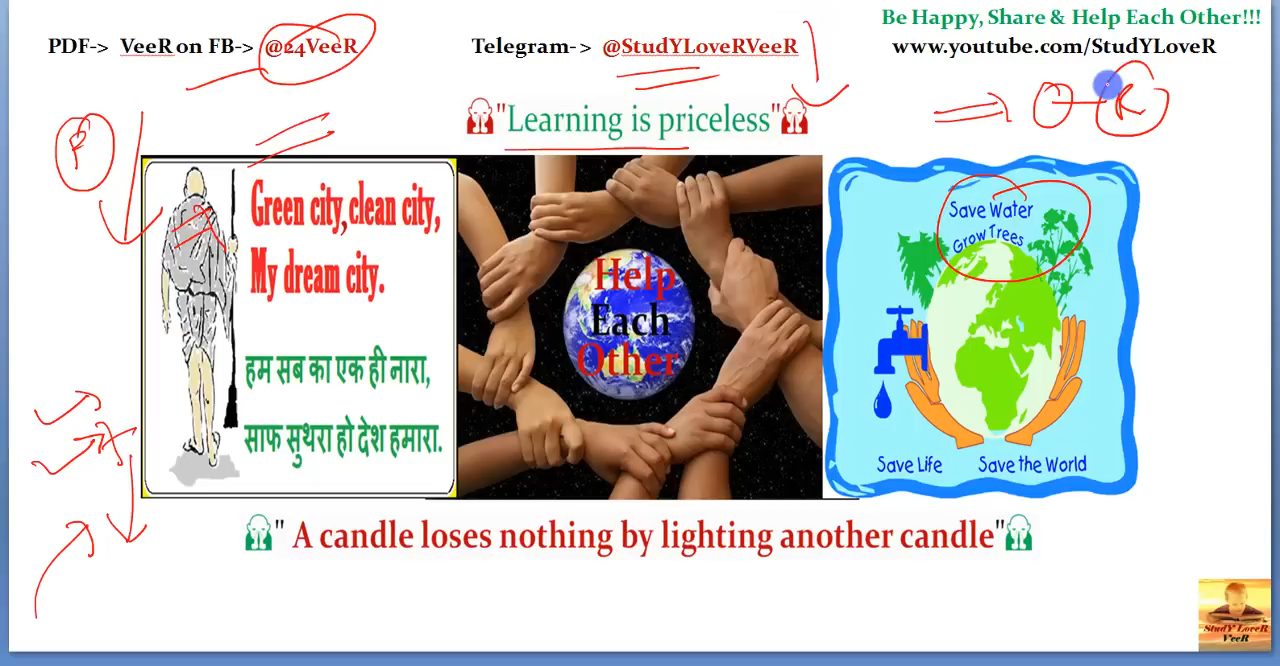 Be Happy, Share & Help Each Other!!!
PDF-> VeeR on FB-> @24VeeR Telegram-> @StudYLoveRVeeR www.youtube.com/StudYLoveR
"Learning is priceless"
Green city, clean city,
My dream city.
हम सब का एक ही नारा,
साफ सुथरा हो देश हमारा.
Help
Each
Other
Save Water
Grow Trees
Save Life Save the World
" A candle loses nothing by lighting another candle"
StudY LoveR
VeeR